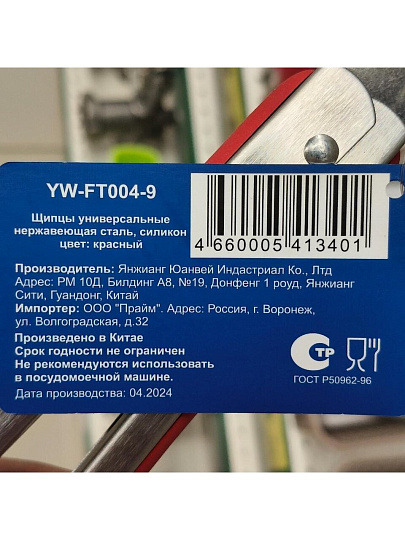 YW-FT004-9
Щипцы универсальные
нержавеющая сталь, силикон
цвет: красный
4 660005 413401
Производитель: Янжианг Юанвей Индастриал Ко., Лтд
Адрес: РМ 10Д, Билдинг А8, №19, Донфенг 1 роуд, Янжианг
Сити, Гуандонг, Китай
Импортер: ООО "Прайм". Адрес: Россия, г. Воронеж,
ул. Волгоградская, д.32
Произведено в Китае
Срок годности не ограничен
Не рекомендуются использовать
в посудомоечной машине.
Дата производства: 04.2024
ТР
ГОСТ Р50962-96